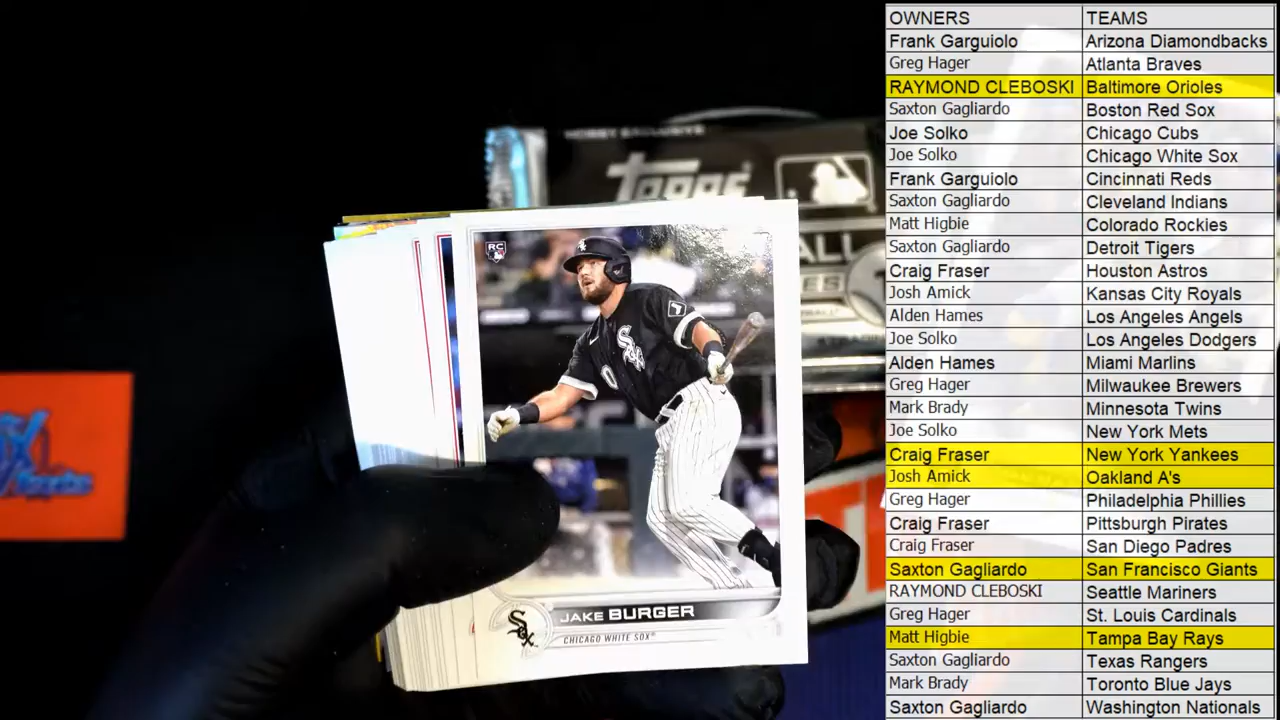 OWNERS TEAMS
Frank Garguiolo Arizona Diamondbacks
Greg Hager Atlanta Braves
RAYMOND CLEBOSKI Baltimore Orioles
Saxton Gagliardo Boston Red Sox
Joe Solko Chicago Cubs
Joe Solko Chicago White Sox
Frank Garguiolo Cincinnati Reds
Saxton Gagliardo Cleveland Indians
Matt Higbie Colorado Rockies
Saxton Gagliardo Detroit Tigers
Craig Fraser Houston Astros
Josh Amick Kansas City Royals
Alden Hames Los Angeles Angels
Joe Solko Los Angeles Dodgers
Alden Hames Miami Marlins
Greg Hager Milwaukee Brewers
Mark Brady Minnesota Twins
Joe Solko New York Mets
Craig Fraser New York Yankees
Josh Amick Oakland A's
Greg Hager Philadelphia Phillies
Craig Fraser Pittsburgh Pirates
Craig Fraser San Diego Padres
Saxton Gagliardo San Francisco Giants
RAYMOND CLEBOSKI Seattle Mariners
Greg Hager St. Louis Cardinals
Matt Higbie Tampa Bay Rays
Saxton Gagliardo Texas Rangers
Mark Brady Toronto Blue Jays
Saxton Gagliardo Washington Nationals
HOBBY EXCLUSIVE
Topps
RC
Sox
JAKE BURGER
Sox
CHICAGO WHITE SOX